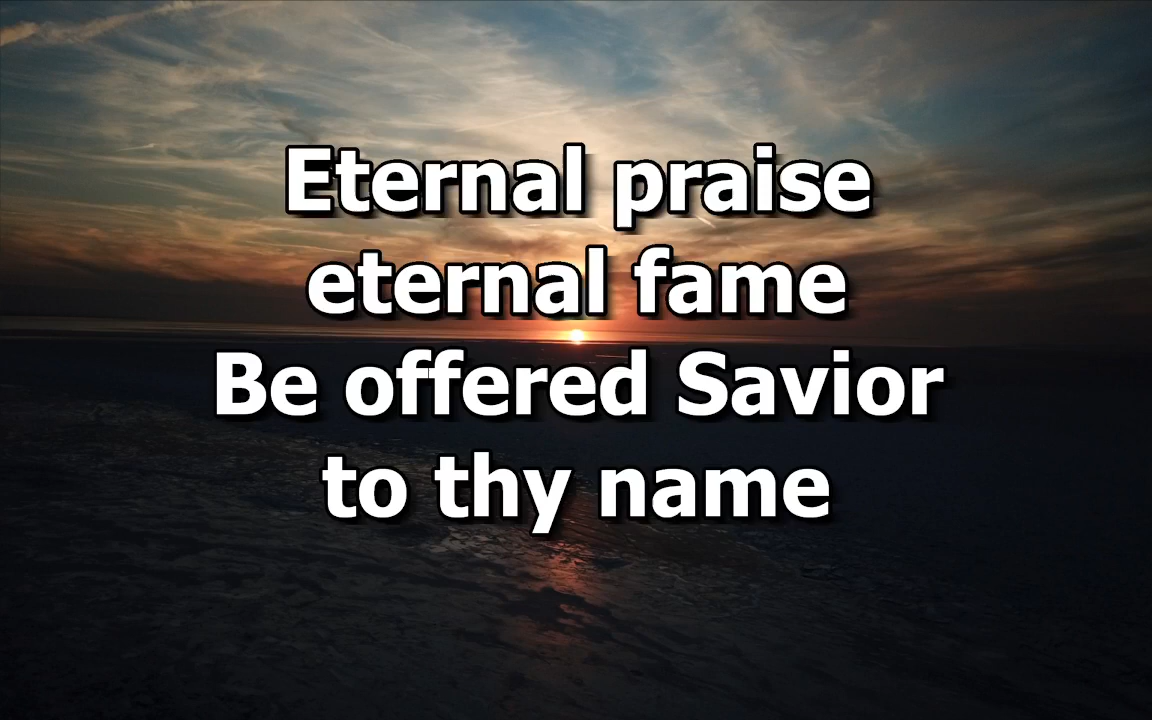 Eternal praise
eternal fame
Be offered Savior
to thy name